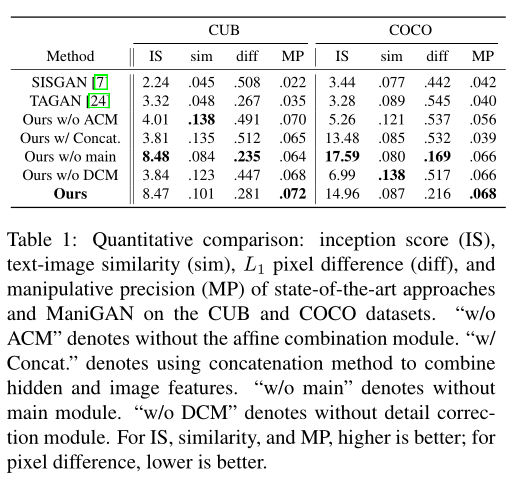 CUB COCO
Method IS sim diff MP IS sim diff MP
SISGAN [7] 2.24 .045 .508 .022 3.44 .077 .442 .042
TAGAN [24] 3.32 .048 .267 .035 3.28 .089 .545 .040
Ours w/o ACM 4.01 .138 .491 .070 5.26 .121 .537 .056
Ours w/ Concat. 3.81 .135 .512 .065 13.48 .085 .532 .039
Ours w/o main 8.48 .084 .235 .064 17.59 .080 .169 .066
Ours w/o DCM 3.84 .123 .447 .068 6.99 .138 .517 .066
Ours 8.47 .101 .281 .072 14.96 .087 .216 .068
Table 1: Quantitative comparison: inception score (IS),
text-image similarity (sim), L1 pixel difference (diff), and
manipulative precision (MP) of state-of-the-art approaches
and ManiGAN on the CUB and COCO datasets. “w/o
ACM” denotes without the affine combination module. “w/
Concat.” denotes using concatenation method to combine
hidden and image features. “w/o main” denotes without
main module. “w/o DCM” denotes without detail correc-
tion module. For IS, similarity, and MP, higher is better; for
pixel difference, lower is better.